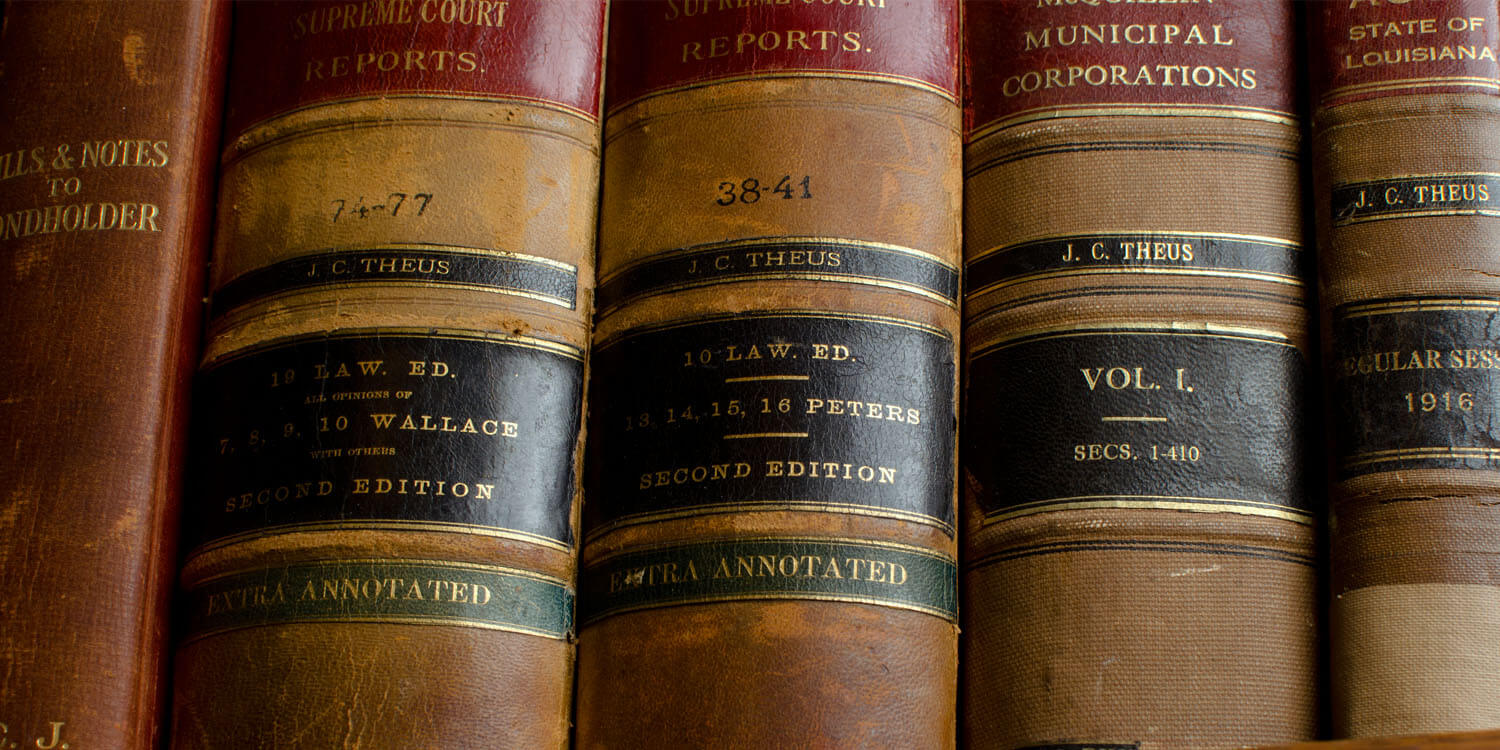 ILLS & NOTES
TO
ONDHOLDER
C. J.
SUPREME COURT
REPORTS.
74-77
J. C. THEUS
19 LAW. ED.
ALL OPINIONS OF
7, 8, 9, 10 WALLACE
WITH OTHERS
SECOND EDITION
EXTRA ANNOTATED
SUPREME COURT
REPORTS.
38-41
J. C. THEUS
10 LAW. ED.
13, 14, 15, 16 PETERS
SECOND EDITION
EXTRA ANNOTATED
MCQUILLIN
MUNICIPAL
CORPORATIONS
J. C. THEUS
VOL. I.
SECS. 1-410
STATE OF
LOUISIANA
J. C. THEUS
EGULAR SESS
1916